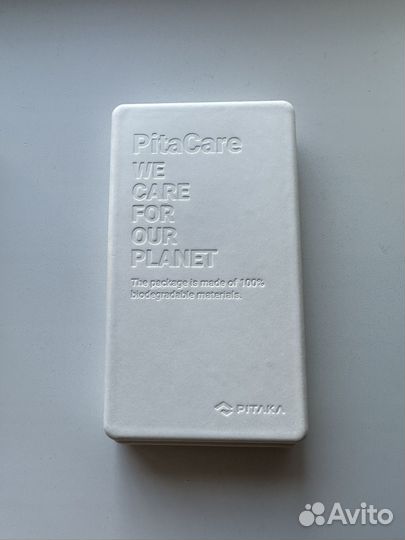 PitaCare
WE
CARE
FOR
OUR
PLANET
The package is made of 100%
biodegradable materials.
PITAKA
Avito